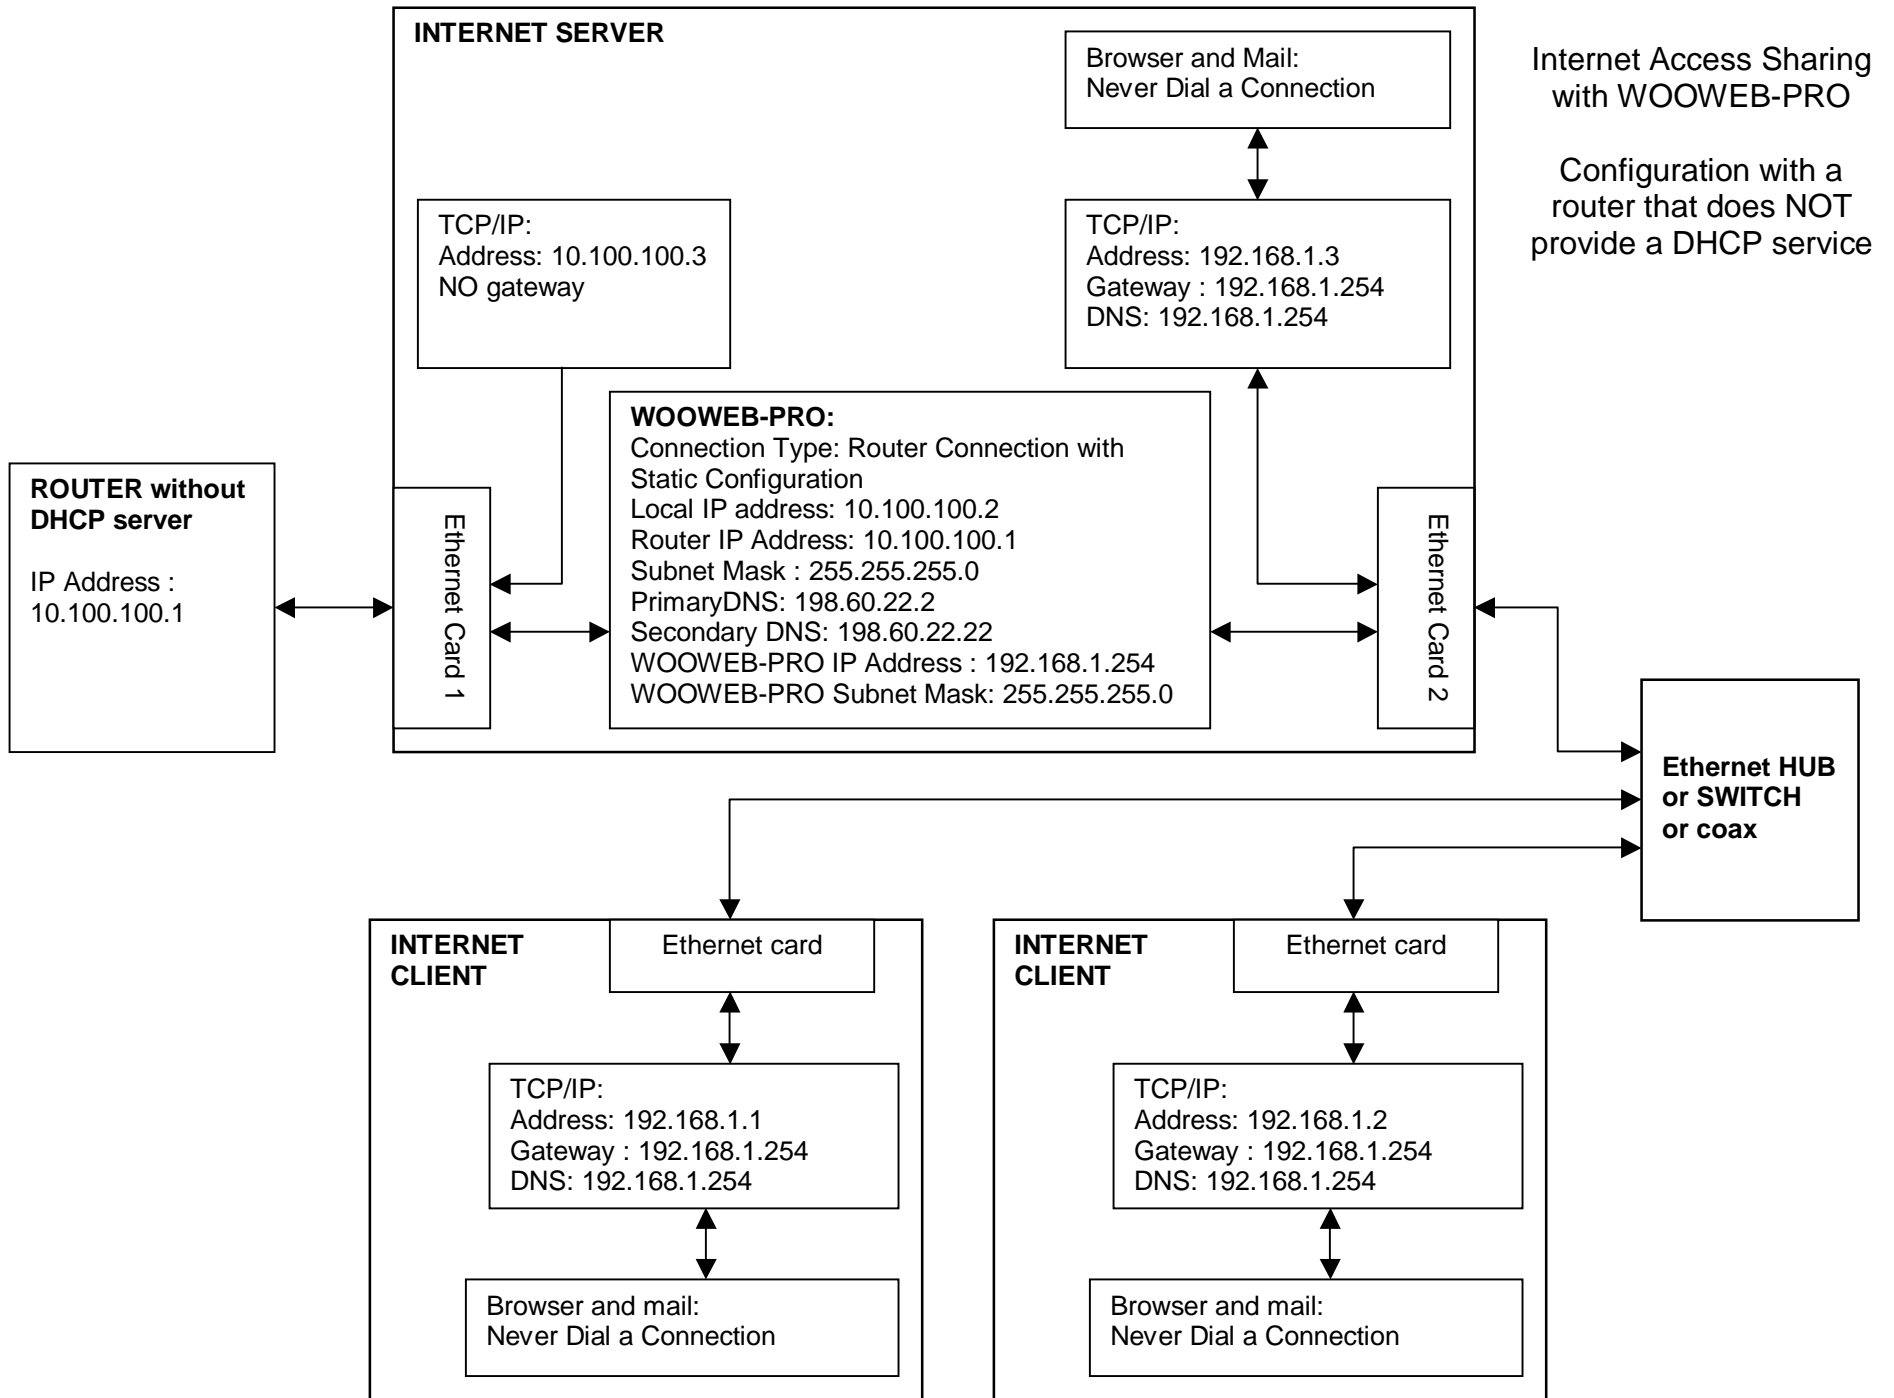 INTERNET SERVER
Browser and Mail:
Never Dial a Connection
Internet Access Sharing
with WOOWEB-PRO
Configuration with a
router that does NOT
provide a DHCP service
TCP/IP:
Address: 10.100.100.3
NO gateway
TCP/IP:
Address: 192.168.1.3
Gateway : 192.168.1.254
DNS: 192.168.1.254
ROUTER without
DHCP server
IP Address :
10.100.100.1
Ethernet Card 1
WOOWEB-PRO:
Connection Type: Router Connection with
Static Configuration
Local IP address: 10.100.100.2
Router IP Address: 10.100.100.1
Subnet Mask : 255.255.255.0
PrimaryDNS: 198.60.22.2
Secondary DNS: 198.60.22.22
WOOWEB-PRO IP Address : 192.168.1.254
WOOWEB-PRO Subnet Mask: 255.255.255.0
Ethernet Card 2
Ethernet HUB
or SWITCH
or coax
INTERNET
CLIENT
Ethernet card
TCP/IP:
Address: 192.168.1.1
Gateway : 192.168.1.254
DNS: 192.168.1.254
Browser and mail:
Never Dial a Connection
INTERNET
CLIENT
Ethernet card
TCP/IP:
Address: 192.168.1.2
Gateway : 192.168.1.254
DNS: 192.168.1.254
Browser and mail:
Never Dial a Connection